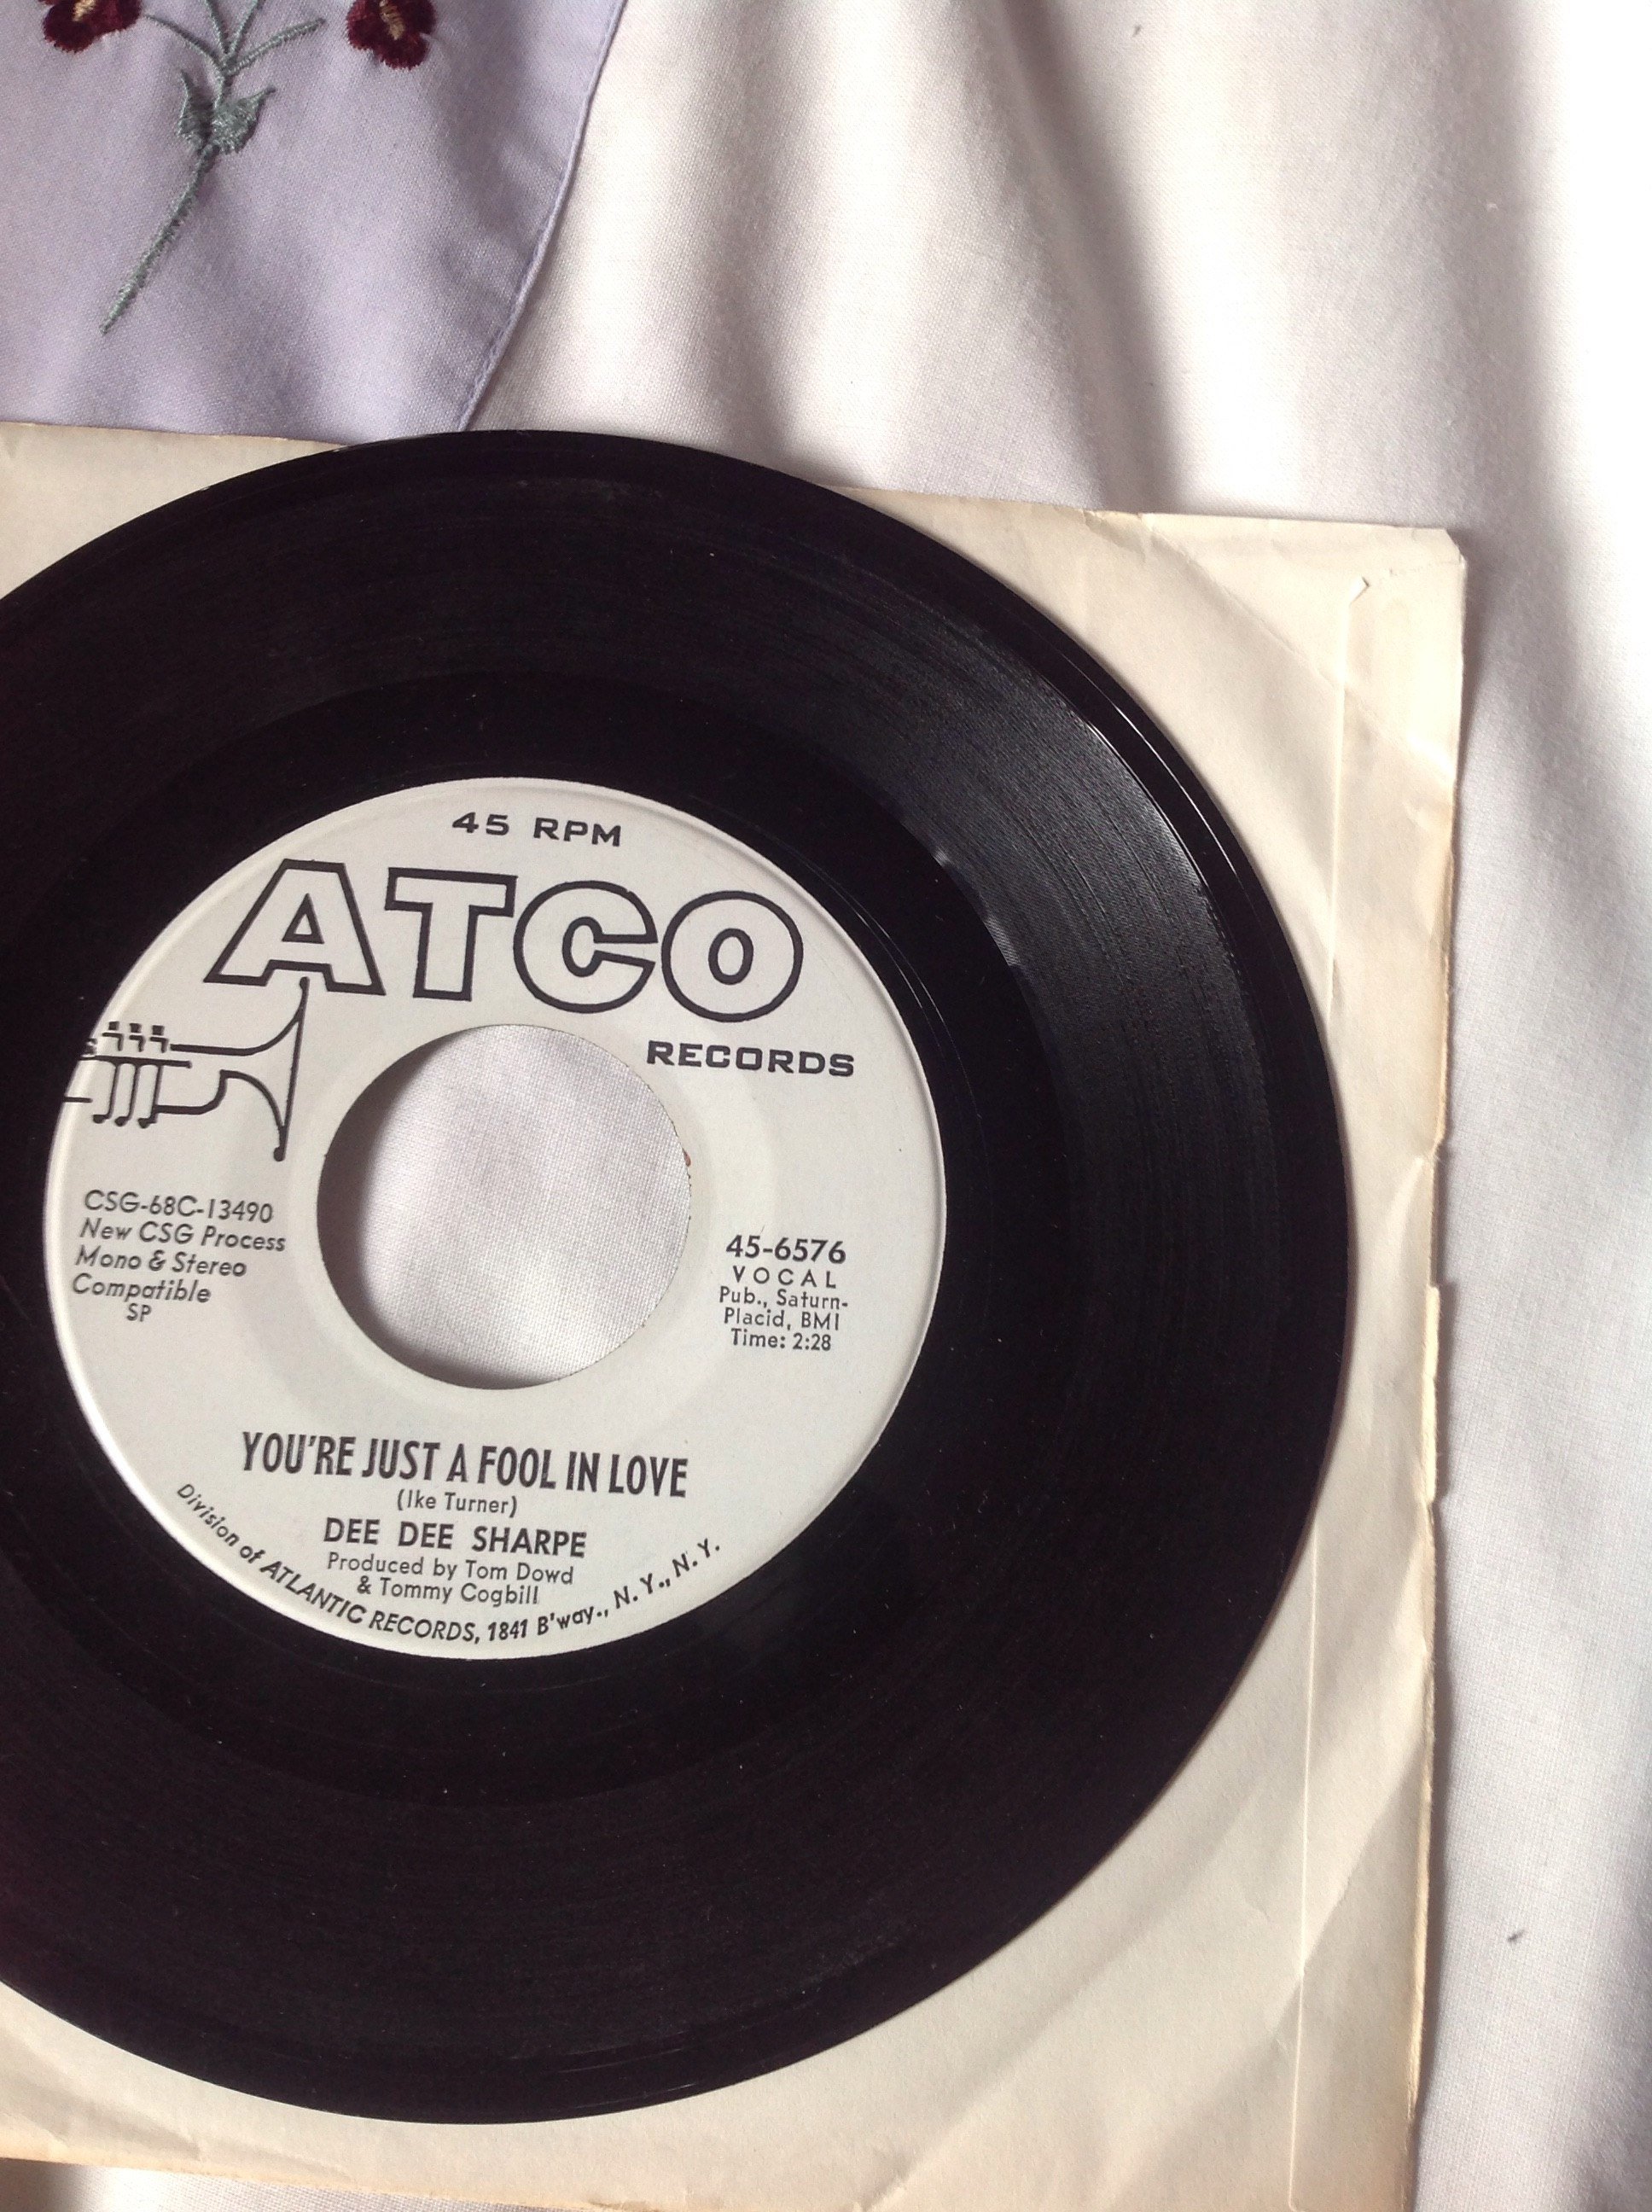 45 RPM
ATCO
RECORDS
CSG-68C-13490
New CSG Process
Mono & Stereo
Compatible
SP
45-6576
VOCAL
Pub., Saturn-
Placid, BMI
Time: 2:28
YOU'RE JUST A FOOL IN LOVE
(Ike Turner)
DEE DEE SHARPE
Produced by Tom Dowd
& Tommy Cogbill
Division of ATLANTIC RECORDS, 1841 B'way., N. Y., N. Y.